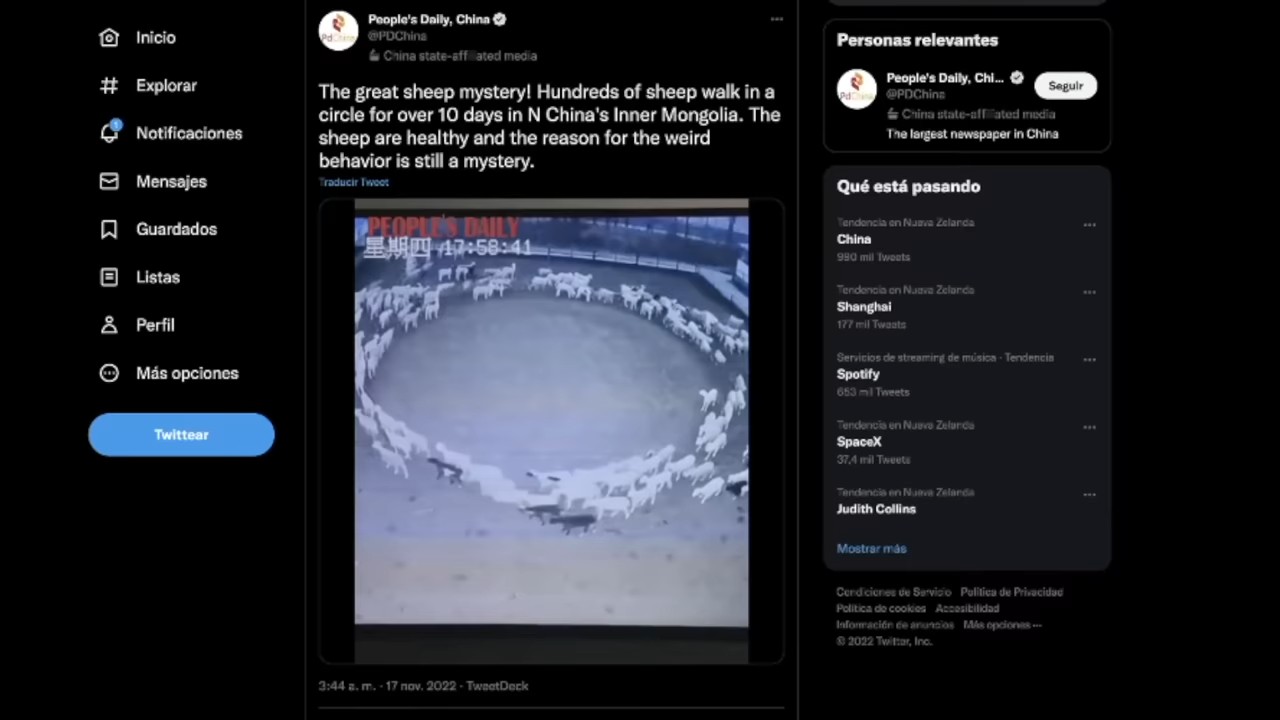 Inicio
Explorar
1
Notificaciones
Mensajes
Guardados
Listas
Perfil
Más opciones
Twittear
People's Daily, China
@PDChina
China state-affiliated media
The great sheep mystery! Hundreds of sheep walk in a
circle for over 10 days in N China's Inner Mongolia. The
sheep are healthy and the reason for the weird
behavior is still a mystery.
Traducir Tweet
PEOPLE'S DAILY
星期四 17:58:41
3:44 a. m. · 17 nov. 2022 · TweetDeck
Personas relevantes
PDChina
People's Daily, Chi...
@PDChina
Seguir
China state-affiliated media
The largest newspaper in China
Qué está pasando
Tendencia en Nueva Zelanda
China
990 mil Tweets
Tendencia en Nueva Zelanda
Shanghai
177 mil Tweets
Servicios de streaming de música · Tendencia
Spotify
653 mil Tweets
Tendencia en Nueva Zelanda
SpaceX
37,4 mil Tweets
Tendencia en Nueva Zelanda
Judith Collins
Mostrar más
Condiciones de Servicio Política de Privacidad
Política de cookies Accesibilidad
Información de anuncios Más opciones ···
© 2022 Twitter, Inc.